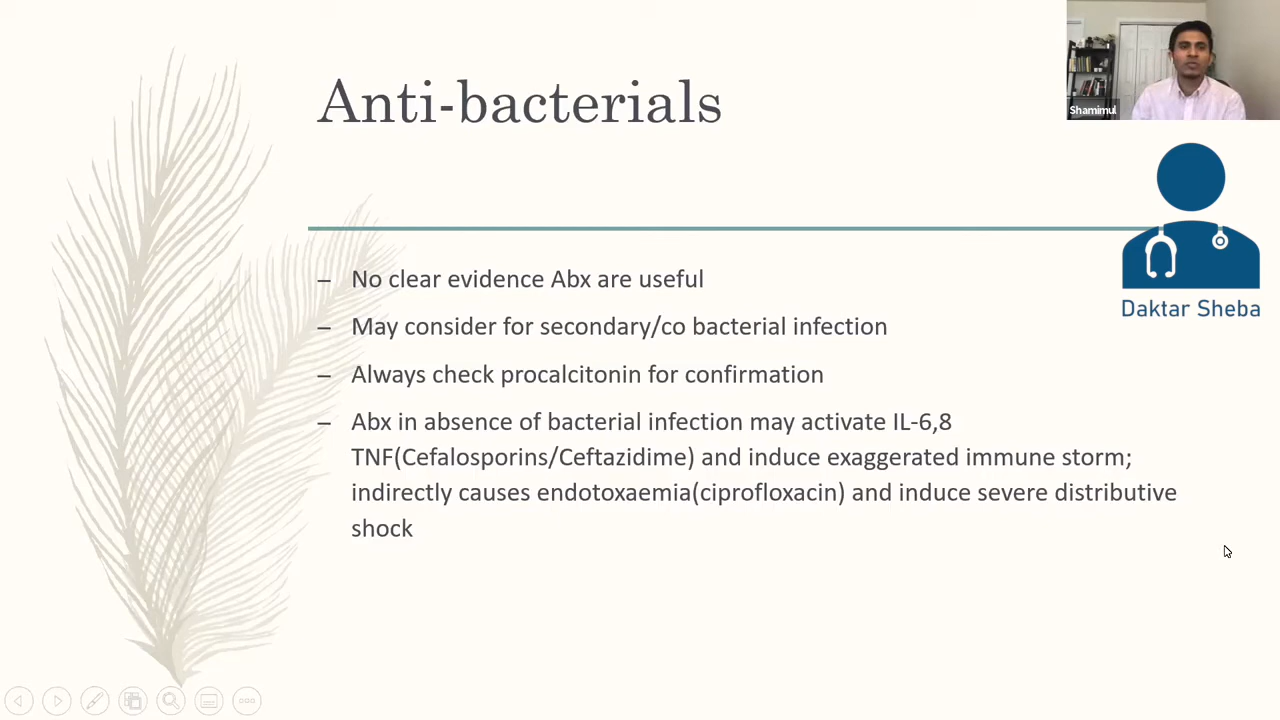 Shamimul
Anti-bacterials
Daktar Sheba
– No clear evidence Abx are useful
– May consider for secondary/co bacterial infection
– Always check procalcitonin for confirmation
– Abx in absence of bacterial infection may activate IL-6,8
TNF(Cefalosporins/Ceftazidime) and induce exaggerated immune storm;
indirectly causes endotoxaemia(ciprofloxacin) and induce severe distributive
shock